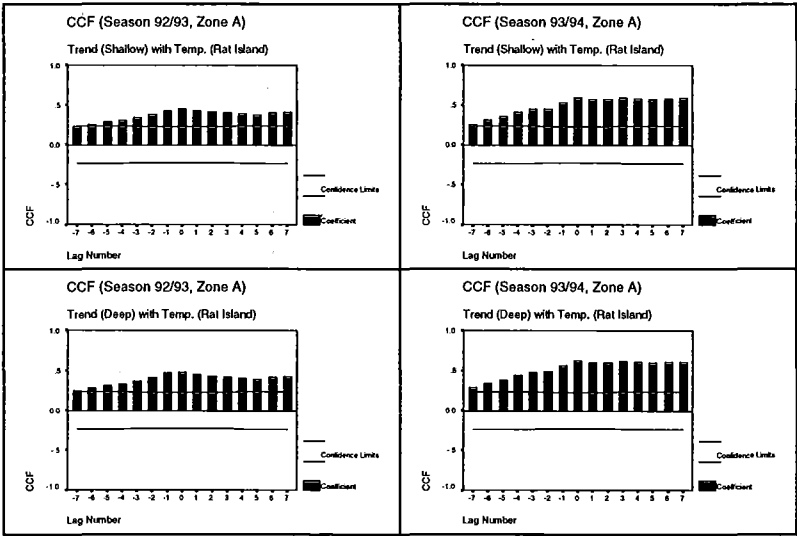 CCF (Season 92/93, Zone A)
Trend (Shallow) with Temp. (Rat Island)
1.0
.5
0.0
-.5
-1.0
CCF
-7 -6 -5 -4 -3 -2 -1 0 1 2 3 4 5 6 7
Lag Number
Confidence Limits
Coefficient
CCF (Season 93/94, Zone A)
Trend (Shallow) with Temp. (Rat Island)
1.0
.5
0.0
-.5
-1.0
CCF
-7 -6 -5 -4 -3 -2 -1 0 1 2 3 4 5 6 7
Lag Number
Confidence Limits
Coefficient
CCF (Season 92/93, Zone A)
Trend (Deep) with Temp. (Rat Island)
1.0
.5
0.0
-.5
-1.0
CCF
-7 -6 -5 -4 -3 -2 -1 0 1 2 3 4 5 6 7
Lag Number
Confidence Limits
Coefficient
CCF (Season 93/94, Zone A)
Trend (Deep) with Temp. (Rat Island)
1.0
.5
0.0
-.5
-1.0
CCF
-7 -6 -5 -4 -3 -2 -1 0 1 2 3 4 5 6 7
Lag Number
Confidence Limits
Coefficient